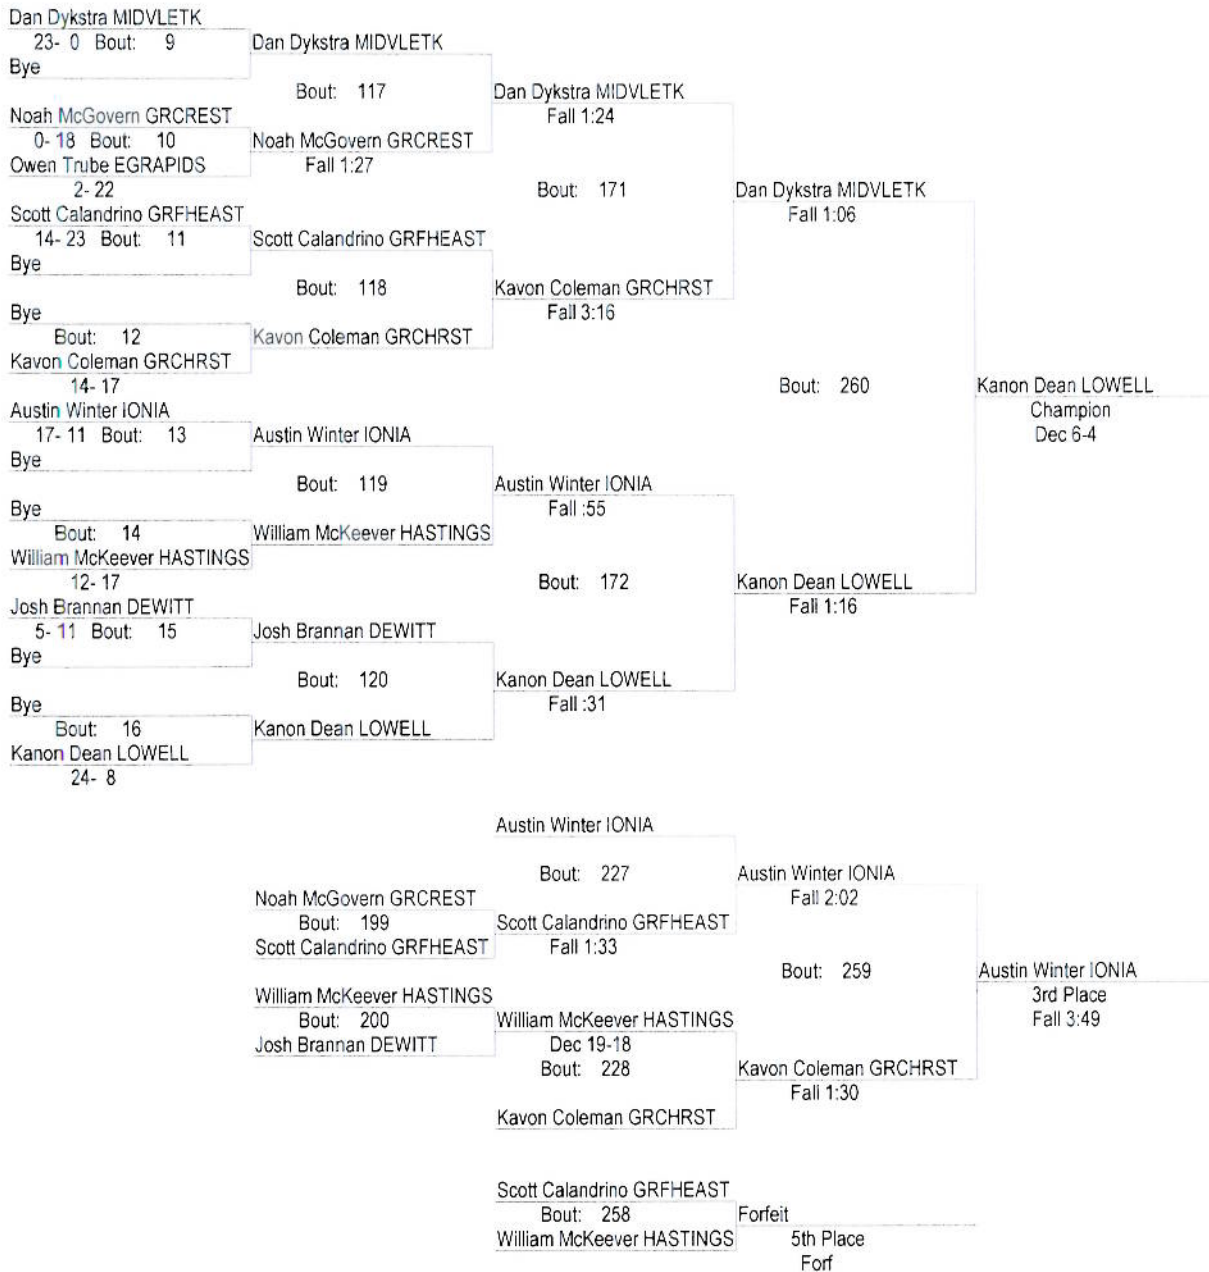 Dan Dykstra MIDVLETK
23- 0 Bout: 9
Bye
Dan Dykstra MIDVLETK
Bout: 117
Noah McGovern GRCREST
0- 18 Bout: 10
Owen Trube EGRAPIDS
2- 22
Noah McGovern GRCREST
Fall 1:27
Dan Dykstra MIDVLETK
Fall 1:24
Bout: 171
Scott Calandrino GRFHEAST
14- 23 Bout: 11
Bye
Scott Calandrino GRFHEAST
Bout: 118
Bye
Bout: 12
Kavon Coleman GRCHRST
14- 17
Kavon Coleman GRCHRST
Kavon Coleman GRCHRST
Fall 3:16
Dan Dykstra MIDVLETK
Fall 1:06
Bout: 260
Austin Winter IONIA
17- 11 Bout: 13
Bye
Austin Winter IONIA
Bout: 119
Bye
Bout: 14
William McKeever HASTINGS
12- 17
William McKeever HASTINGS
Austin Winter IONIA
Fall :55
Bout: 172
Josh Brannan DEWITT
5- 11 Bout: 15
Bye
Josh Brannan DEWITT
Bout: 120
Bye
Bout: 16
Kanon Dean LOWELL
24- 8
Kanon Dean LOWELL
Kanon Dean LOWELL
Fall :31
Kanon Dean LOWELL
Fall 1:16
Kanon Dean LOWELL
Champion
Dec 6-4
Austin Winter IONIA
Bout: 227
Noah McGovern GRCREST
Bout: 199
Scott Calandrino GRFHEAST
Scott Calandrino GRFHEAST
Fall 1:33
Austin Winter IONIA
Fall 2:02
Bout: 259
William McKeever HASTINGS
Bout: 200
Josh Brannan DEWITT
William McKeever HASTINGS
Dec 19-18
Bout: 228
Kavon Coleman GRCHRST
Kavon Coleman GRCHRST
Fall 1:30
Austin Winter IONIA
3rd Place
Fall 3:49
Scott Calandrino GRFHEAST
Bout: 258
William McKeever HASTINGS
Forfeit
5th Place
Forf